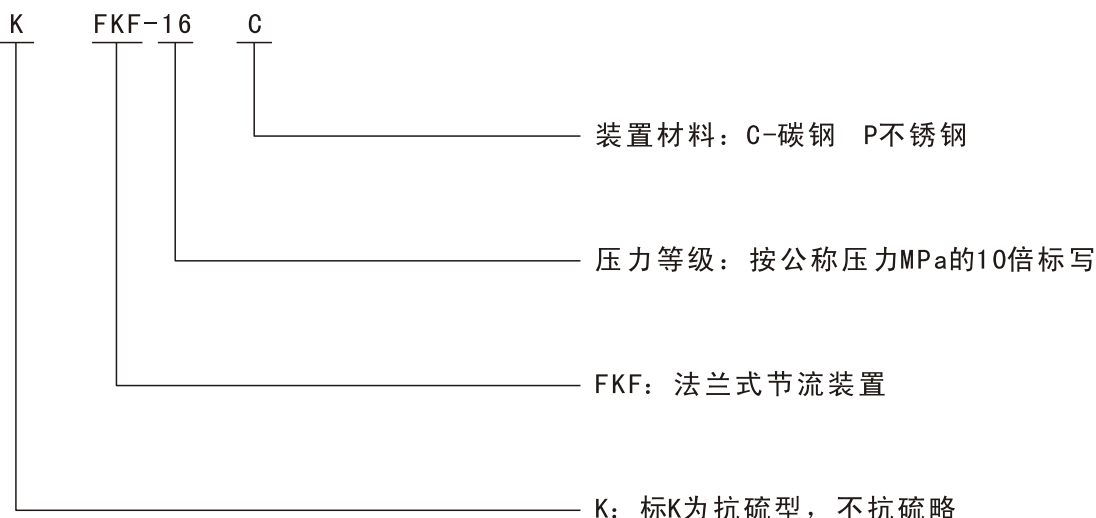 K FKF-16 C
装置材料：C-碳钢 P不锈钢
压力等级：按公称压力MPa的10倍标写
FKF：法兰式节流装置
K：标K为抗硫型，不抗硫略